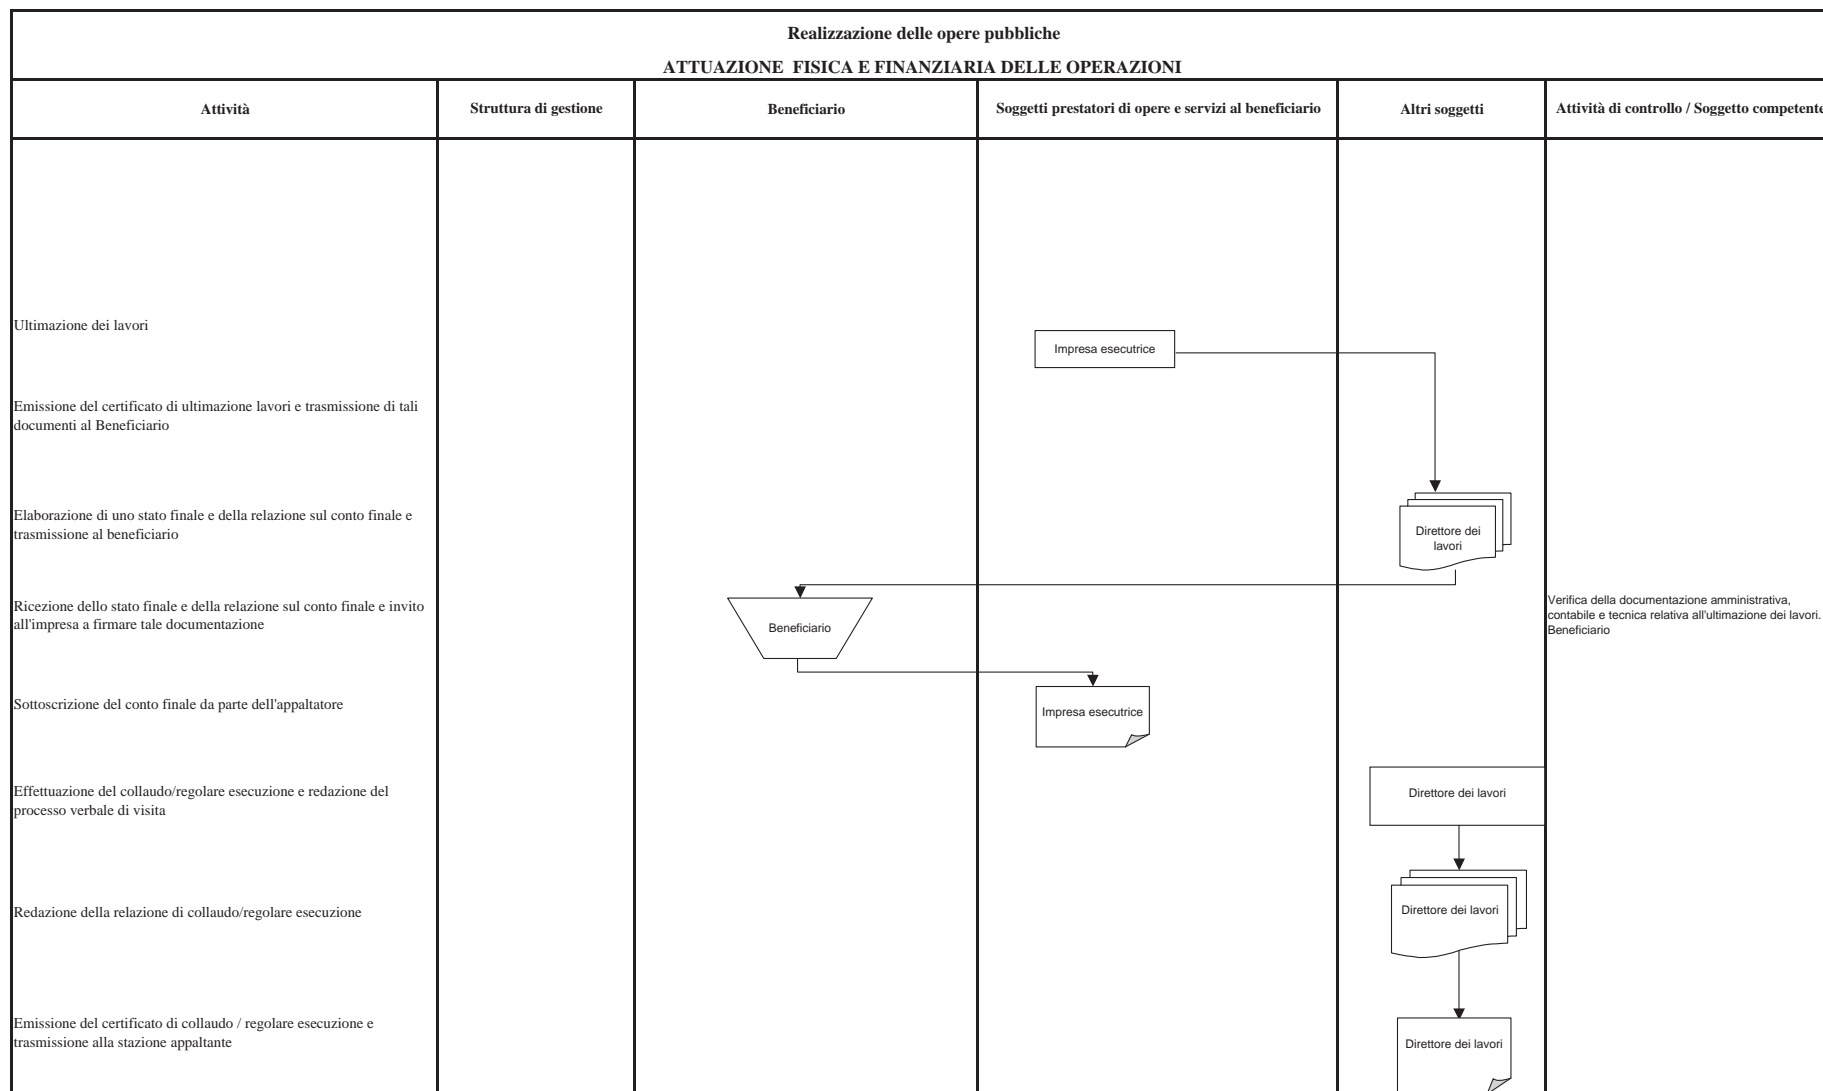 Realizzazione delle opere pubbliche
ATTUAZIONE FISICA E FINANZIARIA DELLE OPERAZIONI
Attività
Struttura di gestione
Beneficiario
Soggetti prestatori di opere e servizi al beneficiario
Altri soggetti
Attività di controllo / Soggetto competente
Ultimazione dei lavori
Impresa esecutrice
Emissione del certificato di ultimazione lavori e trasmissione di tali
documenti al Beneficiario
Elaborazione di uno stato finale e della relazione sul conto finale e
trasmissione al beneficiario
Direttore dei
lavori
Ricezione dello stato finale e della relazione sul conto finale e invito
all'impresa a firmare tale documentazione
Beneficiario
Verifica della documentazione amministrativa,
contabile e tecnica relativa all'ultimazione dei lavori.
Beneficiario
Sottoscrizione del conto finale da parte dell'appaltatore
Impresa esecutrice
Effettuazione del collaudo/regolare esecuzione e redazione del
processo verbale di visita
Direttore dei lavori
Redazione della relazione di collaudo/regolare esecuzione
Direttore dei lavori
Emissione del certificato di collaudo / regolare esecuzione e
trasmissione alla stazione appaltante
Direttore dei lavori